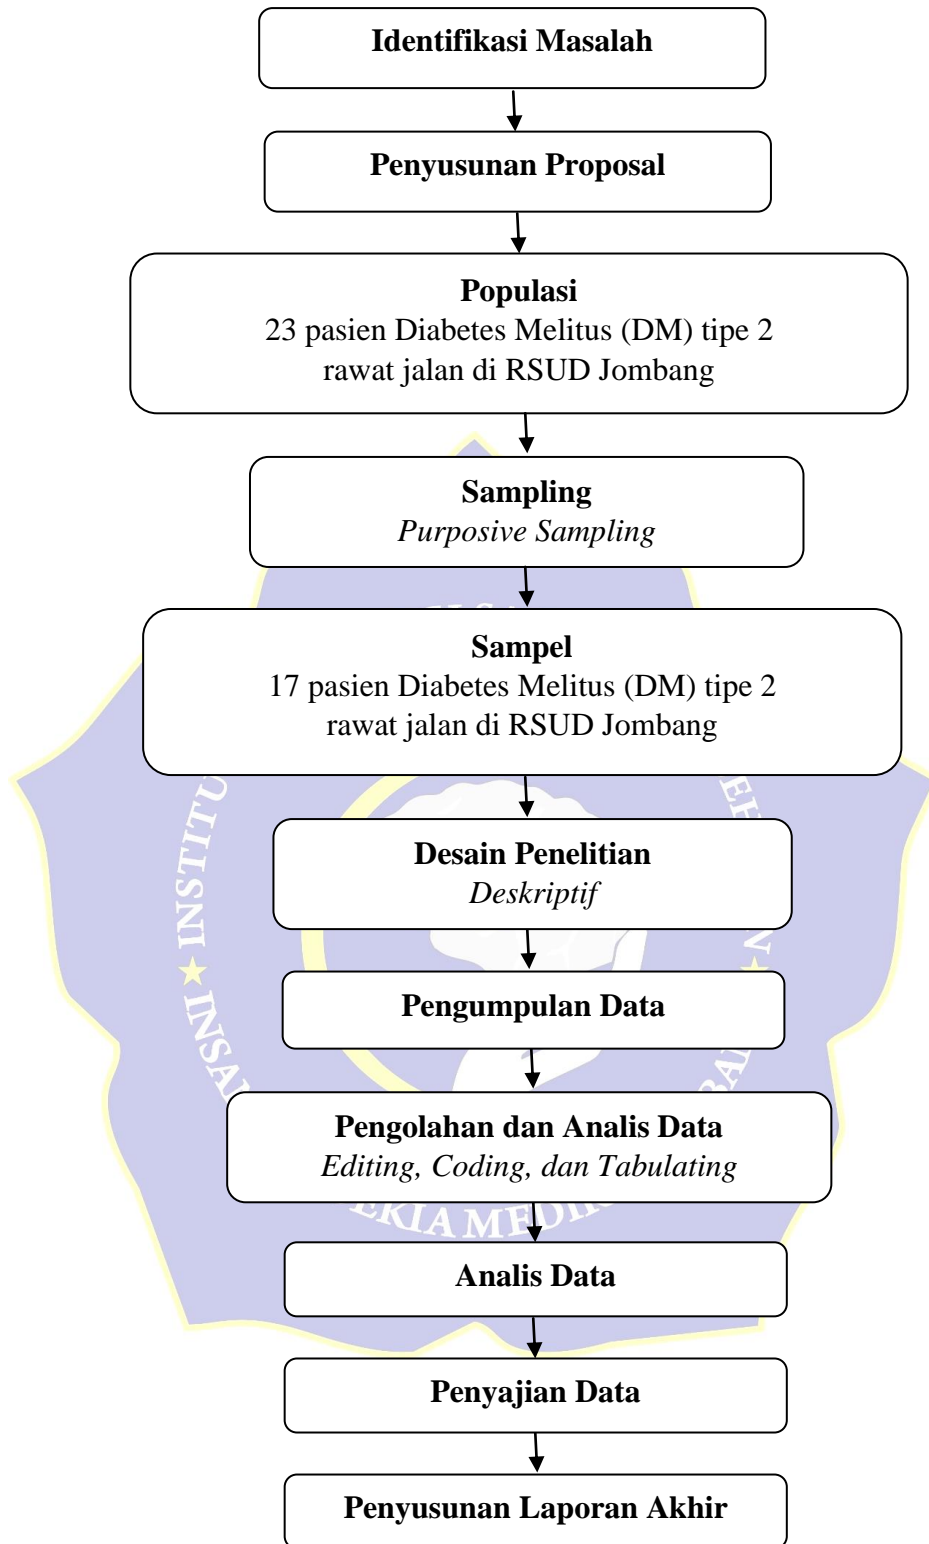 Identifikasi Masalah
Penyusunan Proposal
Populasi
23 pasien Diabetes Melitus (DM) tipe 2
rawat jalan di RSUD Jombang
Sampling
Purposive Sampling
Sampel
17 pasien Diabetes Melitus (DM) tipe 2
rawat jalan di RSUD Jombang
Desain Penelitian
Deskriptif
Pengumpulan Data
Pengolahan dan Analis Data
Editing, Coding, dan Tabulating
Analis Data
Penyajian Data
Penyusunan Laporan Akhir